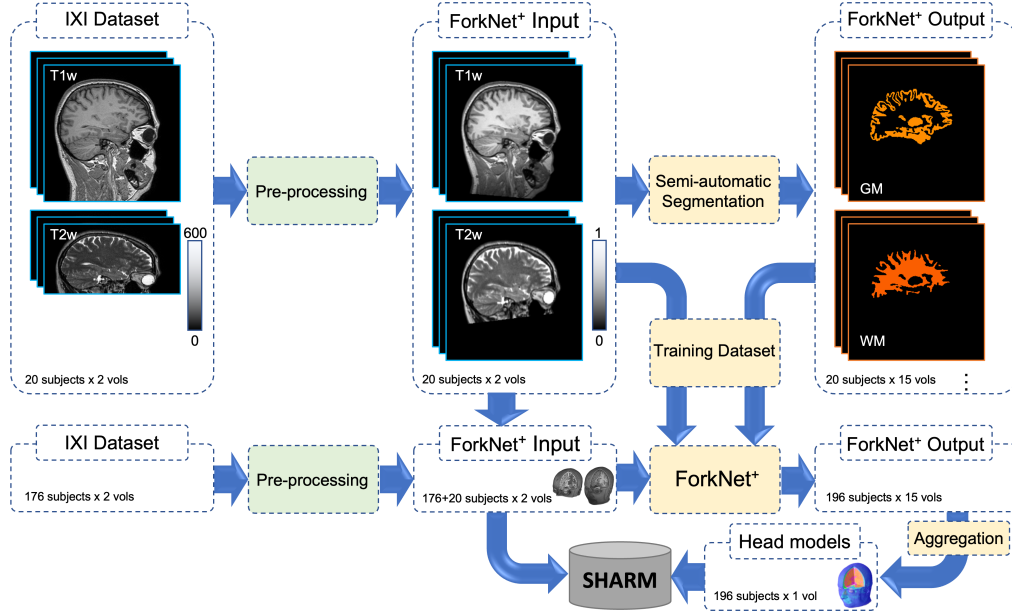 IXI Dataset
ForkNet⁺ Input
ForkNet⁺ Output
T1w
T1w
GM
Pre-processing
Semi-automatic
Segmentation
T2w
600
0
T2w
1
0
WM
Training Dataset
20 subjects x 2 vols
20 subjects x 2 vols
20 subjects x 15 vols
⋮
IXI Dataset
ForkNet⁺ Input
ForkNet⁺ Output
176 subjects x 2 vols
Pre-processing
176+20 subjects x 2 vols
ForkNet⁺
196 subjects x 15 vols
Aggregation
Head models
SHARM
196 subjects x 1 vol